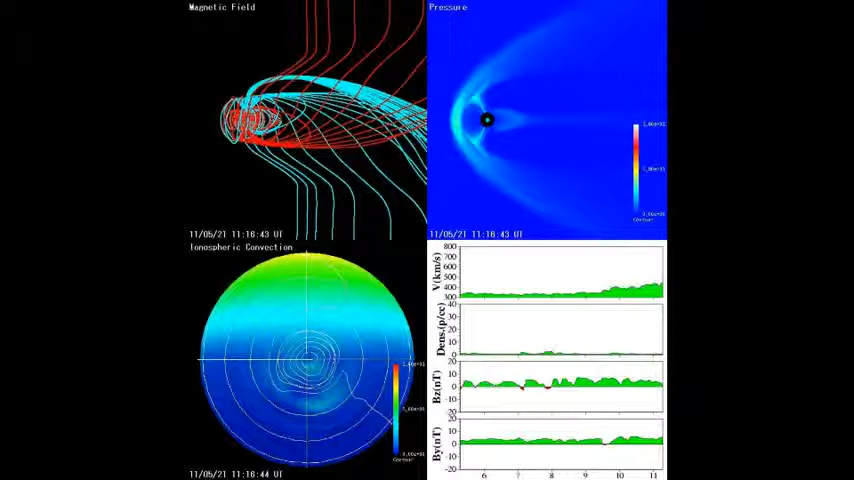 Magnetic Field
11/05/21 11:16:43 UT
Pressure
Contour
11/05/21 11:16:43 UT
Ionospheric Convection
Contour
11/05/21 11:16:44 UT
V(km/s)
800
700
600
500
400
300
Dens.(p/cc)
40
30
20
10
0
Bz(nT)
20
10
0
-10
-20
By(nT)
20
10
0
-10
-20
6 7 8 9 10 11